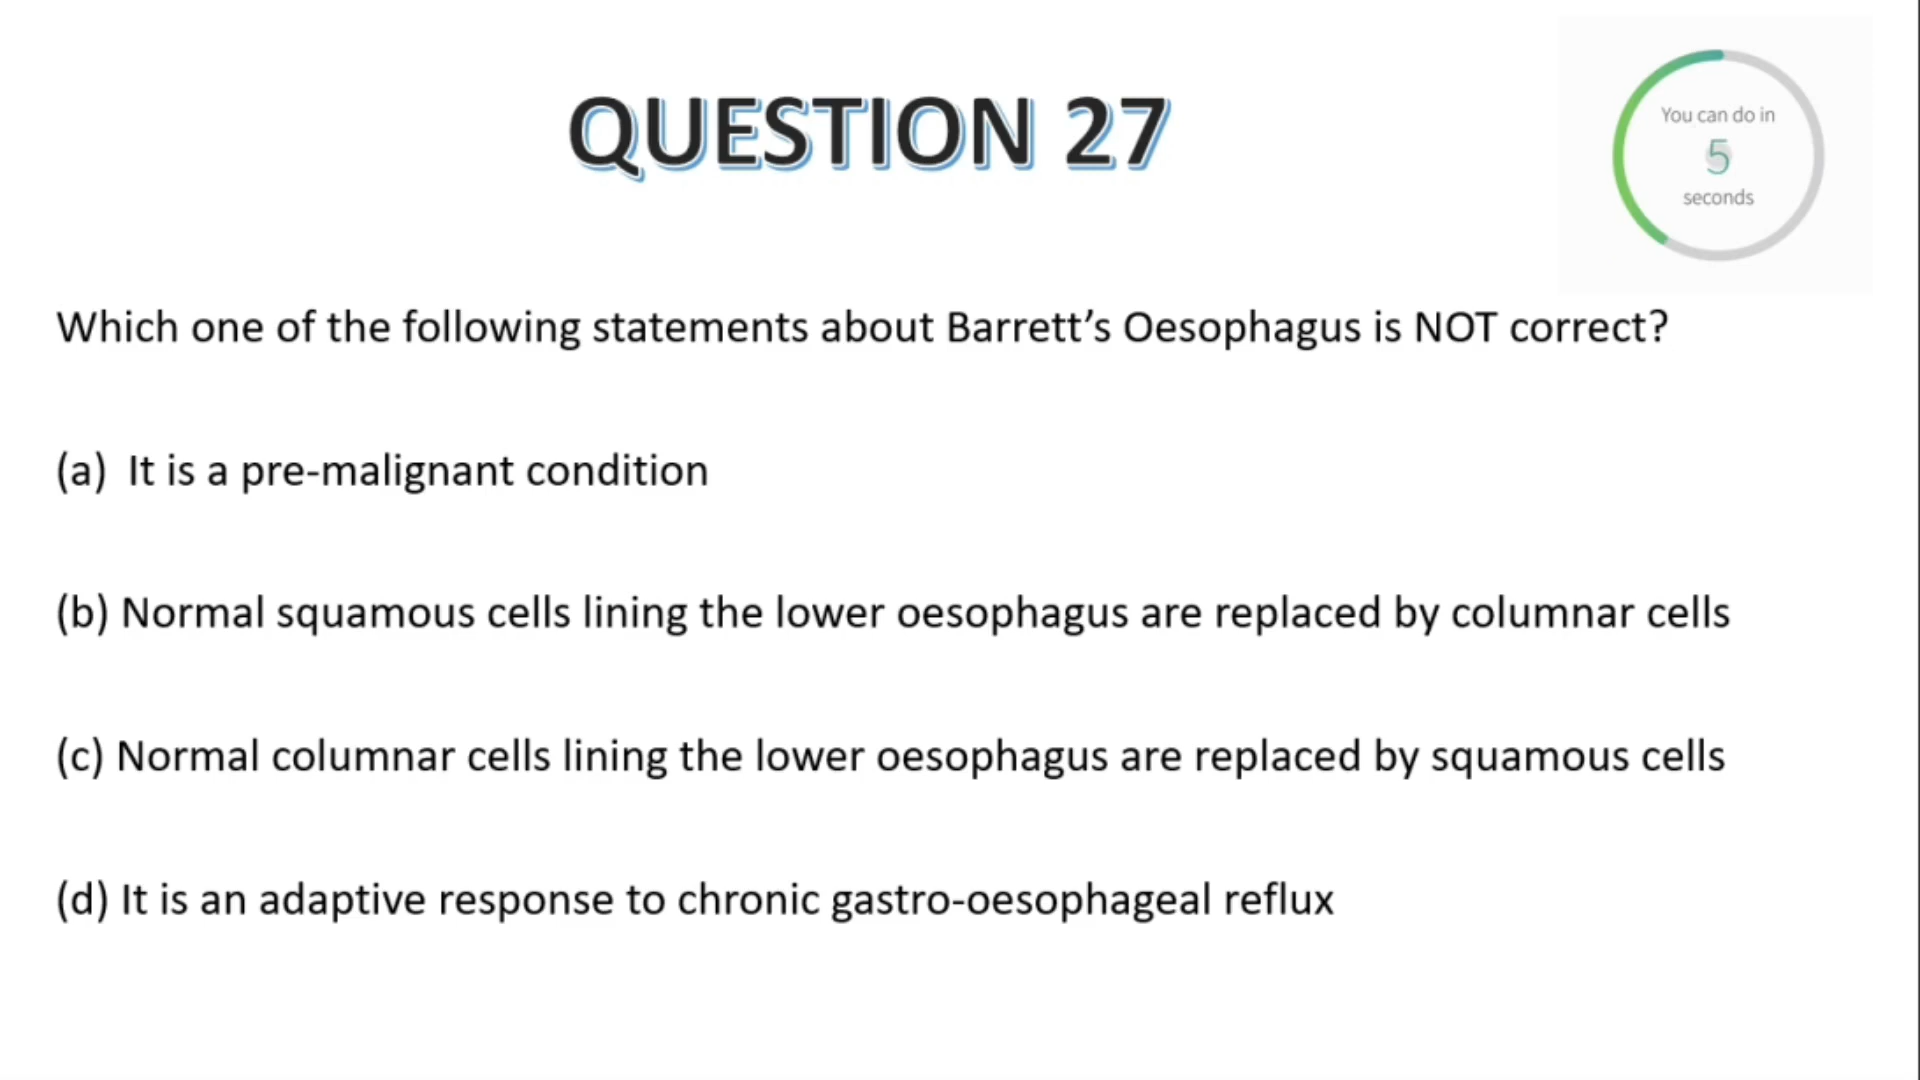 QUESTION 27
You can do in
5
seconds
Which one of the following statements about Barrett’s Oesophagus is NOT correct?
(a) It is a pre-malignant condition
(b) Normal squamous cells lining the lower oesophagus are replaced by columnar cells
(c) Normal columnar cells lining the lower oesophagus are replaced by squamous cells
(d) It is an adaptive response to chronic gastro-oesophageal reflux